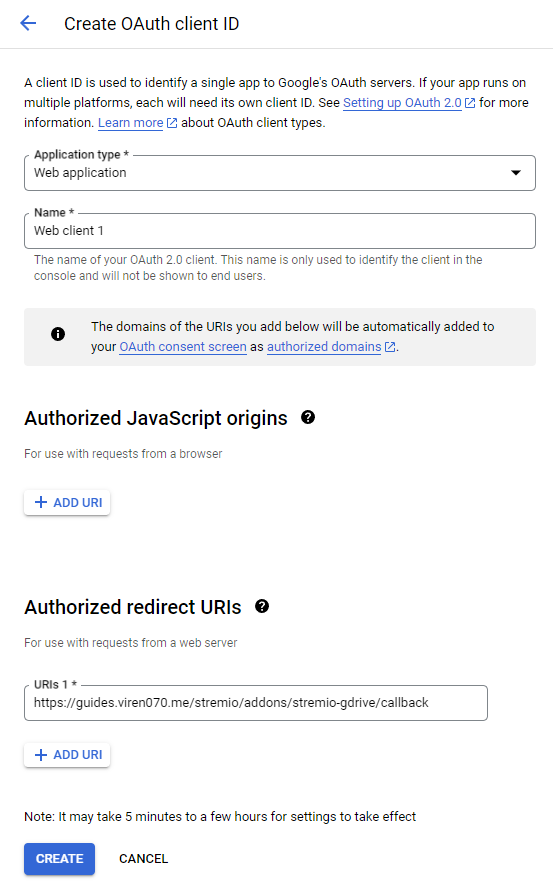 Create OAuth client ID
A client ID is used to identify a single app to Google's OAuth servers. If your app runs on
multiple platforms, each will need its own client ID. See Setting up OAuth 2.0 for more
information. Learn more about OAuth client types.
Application type *
Web application
Name *
Web client 1
The name of your OAuth 2.0 client. This name is only used to identify the client in the
console and will not be shown to end users.
The domains of the URIs you add below will be automatically added to
your OAuth consent screen as authorized domains.
Authorized JavaScript origins
For use with requests from a browser
+ ADD URI
Authorized redirect URIs
For use with requests from a web server
URIs 1 *
https://guides.viren070.me/stremio/addons/stremio-gdrive/callback
+ ADD URI
Note: It may take 5 minutes to a few hours for settings to take effect
CREATE CANCEL